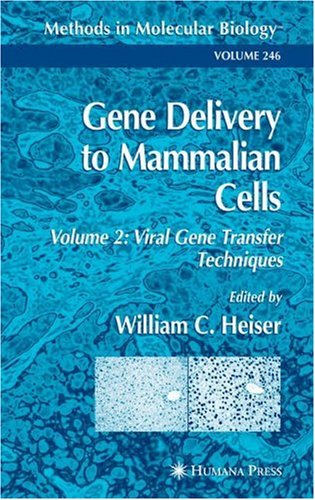 Methods in Molecular Biology
VOLUME 246
Gene Delivery
to Mammalian
Cells
Volume 2: Viral Gene Transfer
Techniques
Edited by
William C. Heiser
HUMANA PRESS